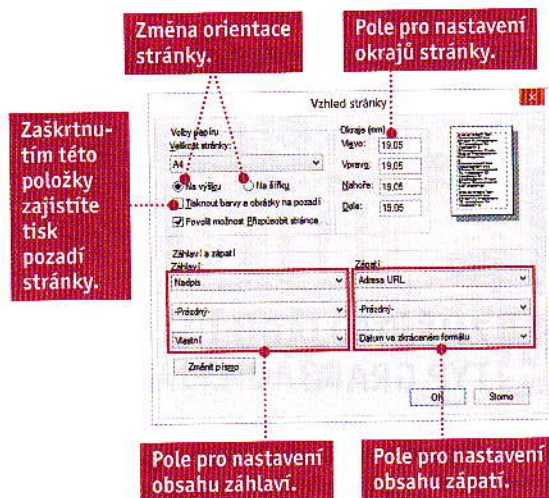 Změna orientace
stránky.
Pole pro nastavení
okrajů stránky.
Zaškrtnu-
tím této
položky
zajistíte
tisk
pozadí
stránky.
Vzhled stránky
Volby papíru
Velikost stránky:
A4
Na výšku
Na šířku
Tisknout barvy a obrázky na pozadí
Povolit možnost Přizpůsobit stránce
Okraje (mm)
Vlevo: 19,05
Vpravo: 19,05
Nahoře: 19,05
Dole: 19,05
Záhlaví a zápatí
Záhlaví
Nadpis
-Prázdný-
Vlastní
Zápatí
Adresa URL
-Prázdný-
Datum ve zkráceném formátu
Změnit písmo
OK
Storno
Pole pro nastavení
obsahu záhlaví.
Pole pro nastavení
obsahu zápatí.